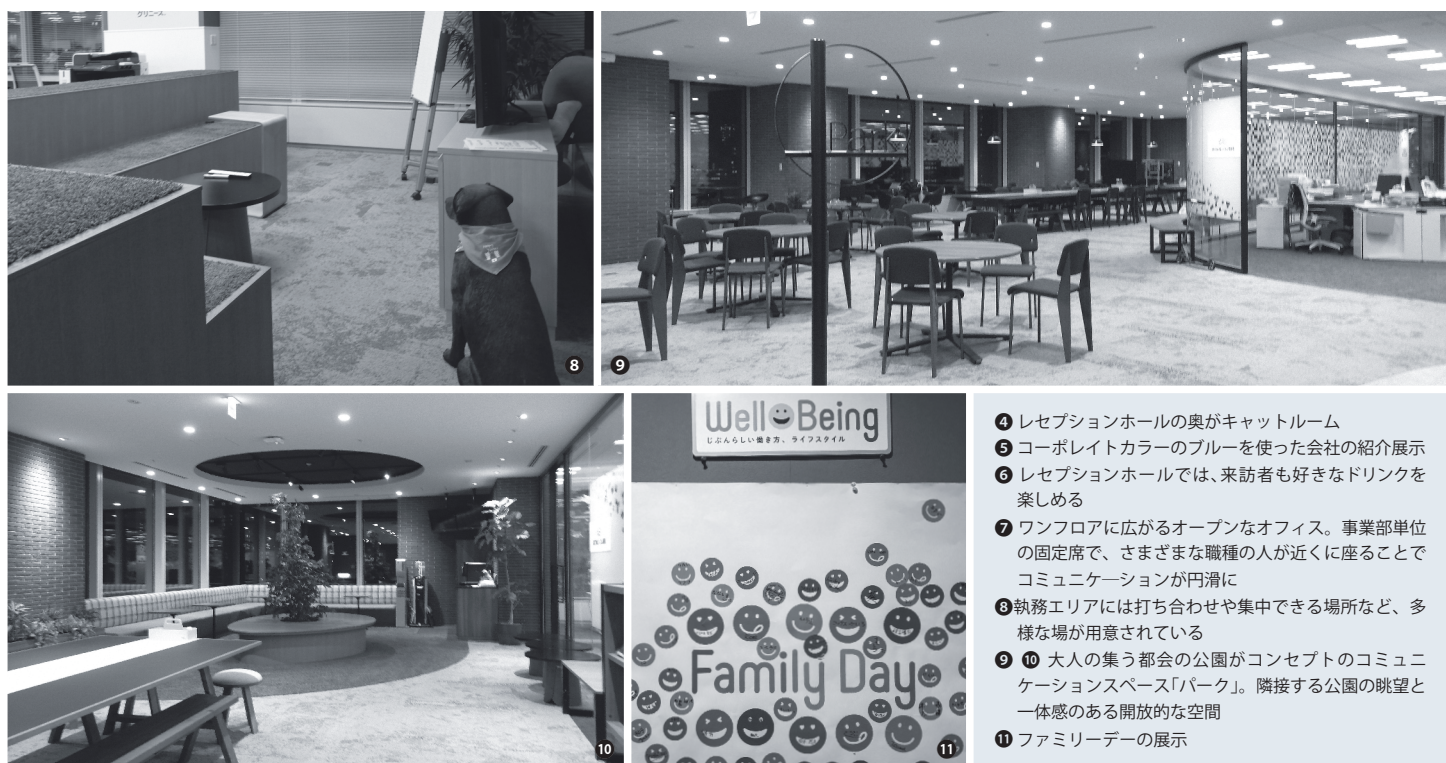 クリニーズ。
❽
❾
Well Being
じぶんらしい働き方、ライフスタイル
Family Day
❿
⓫
❹ レセプションホールの奥がキャットルーム
❺ コーポレイトカラーのブルーを使った会社の紹介展示
❻ レセプションホールでは、来訪者も好きなドリンクを
楽しめる
❼ ワンフロアに広がるオープンなオフィス。事業部単位
の固定席で、さまざまな職種の人が近くに座ることで
コミュニケ─ションが円滑に
❽執務エリアには打ち合わせや集中できる場所など、多
様な場が用意されている
❾ ❿ 大人の集う都会の公園がコンセプトのコミュニ
ケーションスペース「パーク」。隣接する公園の眺望と
一体感のある開放的な空間
⓫ ファミリーデーの展示